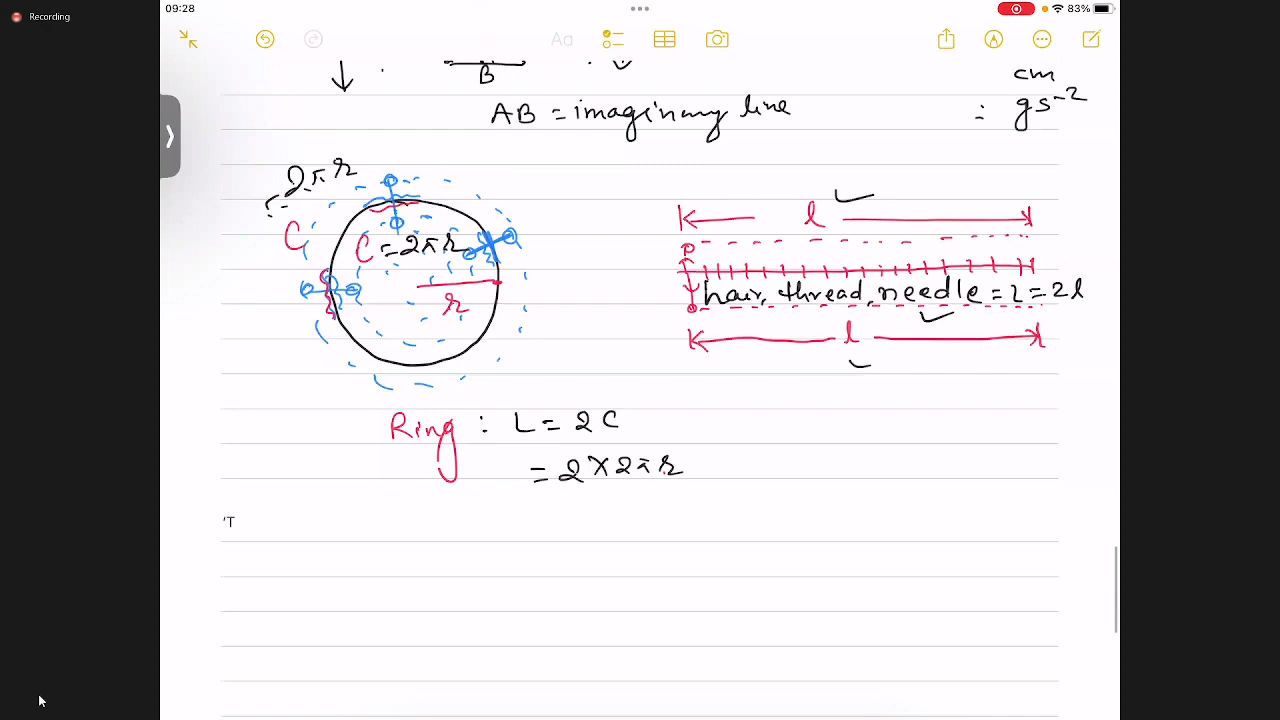 Recording
09:28
83%
Aa
B
cm
AB = imaginary line
: gs⁻²
2πr
C
C = 2πr
r
l
hair, thread, needle = L = 2l
l
Ring : L = 2C
= 2 × 2πr
'T